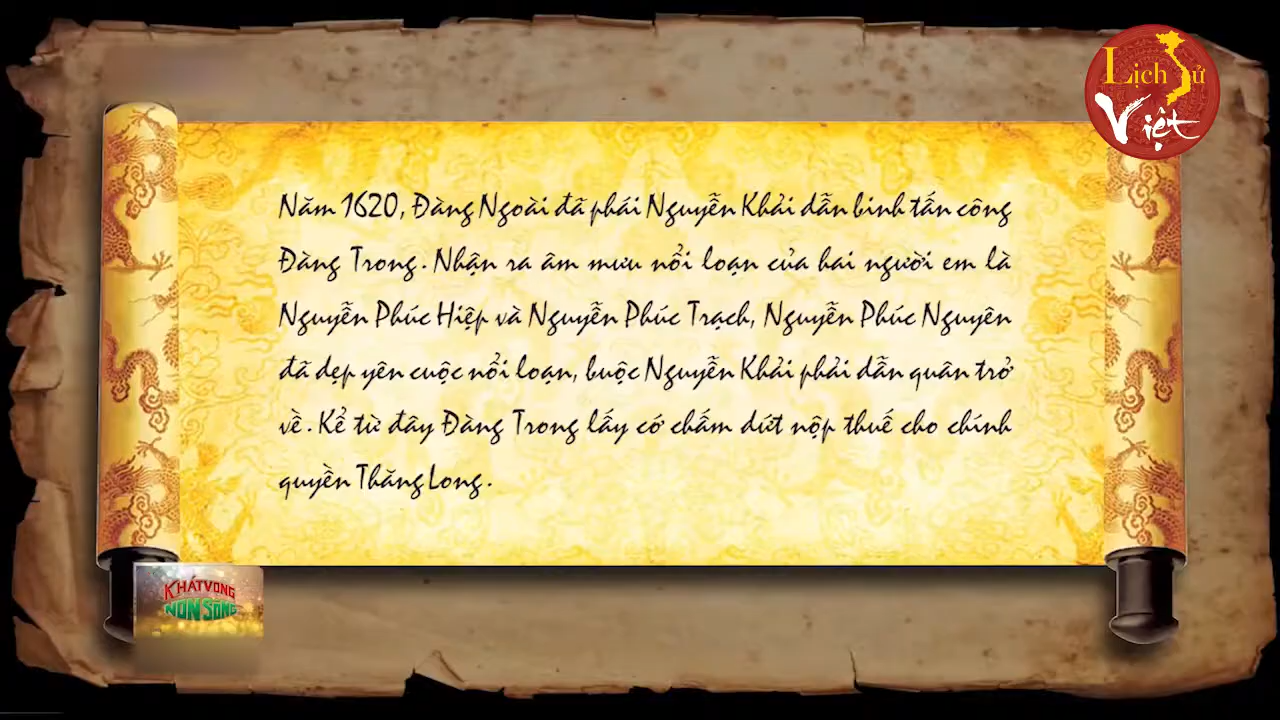 Lịch Sử
Việt
Năm 1620, Đàng Ngoài đã phái Nguyễn Khải dẫn binh tấn công
Đàng Trong. Nhận ra âm mưu nổi loạn của hai người em là
Nguyễn Phúc Hiệp và Nguyễn Phúc Trạch, Nguyễn Phúc Nguyên
đã dẹp yên cuộc nổi loạn, buộc Nguyễn Khải phải dẫn quân trở
về. Kể từ đây Đàng Trong lấy cớ chấm dứt nộp thuế cho chính
quyền Thăng Long.
KHÁT VỌNG
NON SÔNG